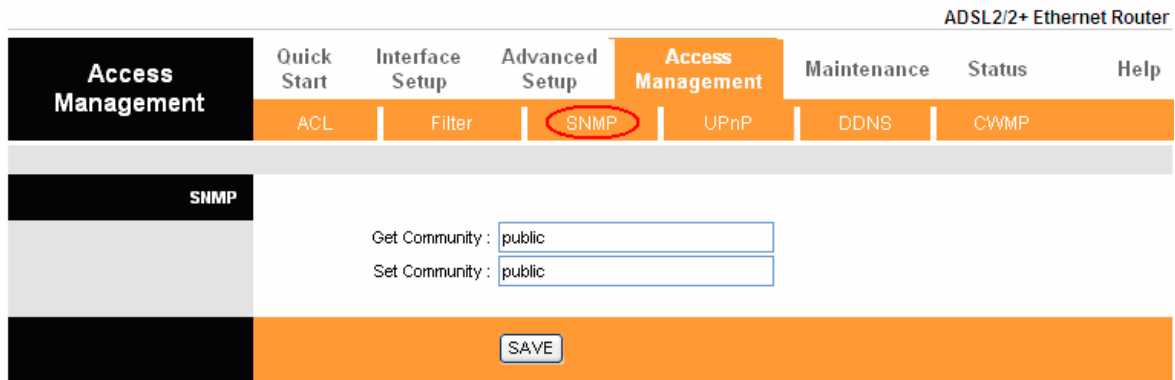 ADSL2/2+ Ethernet Router
Access Management
Quick Start
Interface Setup
Advanced Setup
Access Management
Maintenance
Status
Help
ACL
Filter
SNMP
UPnP
DDNS
CWMP
SNMP
Get Community : public
Set Community : public
SAVE